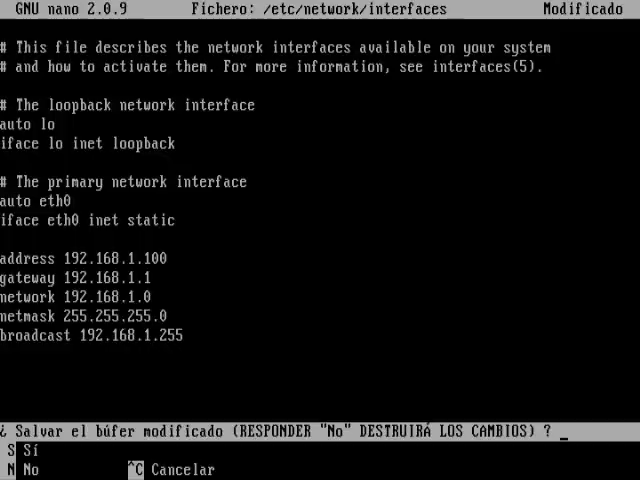 GNU nano 2.0.9 Fichero: /etc/network/interfaces Modificado
# This file describes the network interfaces available on your system
# and how to activate them. For more information, see interfaces(5).
# The loopback network interface
auto lo
iface lo inet loopback
# The primary network interface
auto eth0
iface eth0 inet static
address 192.168.1.100
gateway 192.168.1.1
network 192.168.1.0
netmask 255.255.255.0
broadcast 192.168.1.255
¿ Salvar el búfer modificado (RESPONDER "No" DESTRUIRÁ LOS CAMBIOS) ? _
S Sí
N No ^C Cancelar